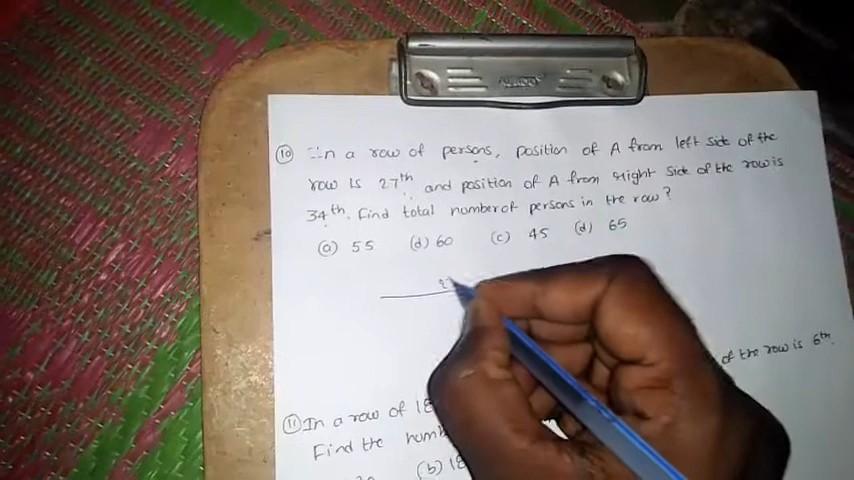 ⑩ In a row of persons, position of A from left side of the
row is 27th and position of A from right side of the row is
34th. Find total number of persons in the row?
ⓐ 55 ⓓ 60 ⓒ 45 ⓓ 65
of the row is 6th.
⑪ In a row of
Find the